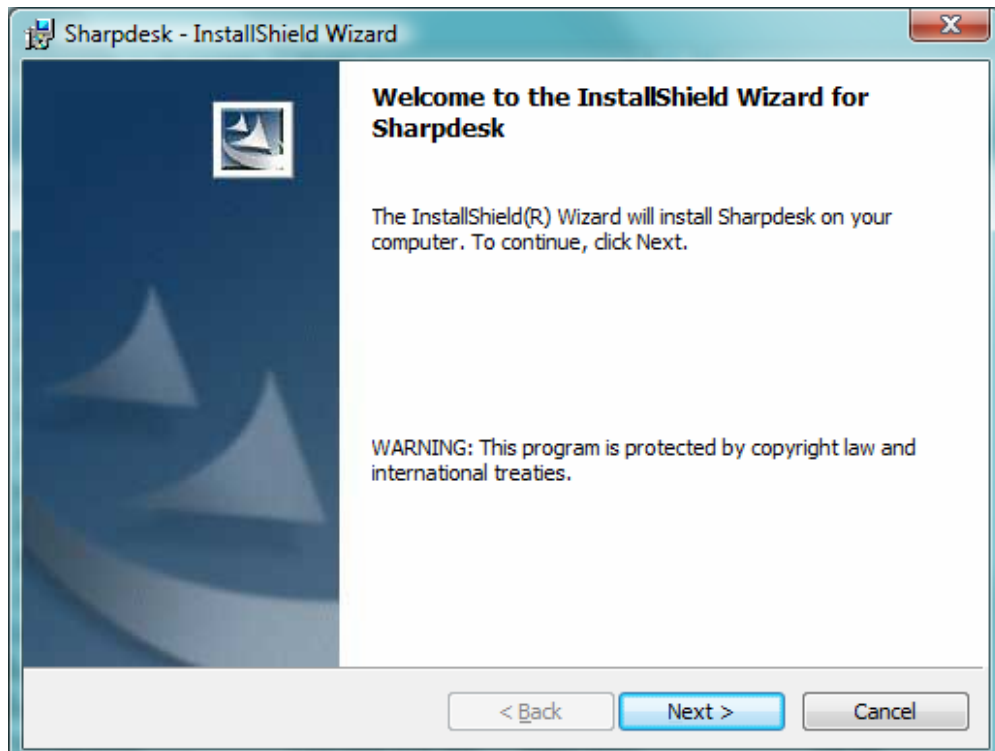 Sharpdesk - InstallShield Wizard
Welcome to the InstallShield Wizard for
Sharpdesk
The InstallShield(R) Wizard will install Sharpdesk on your
computer. To continue, click Next.
WARNING: This program is protected by copyright law and
international treaties.
< Back
Next >
Cancel